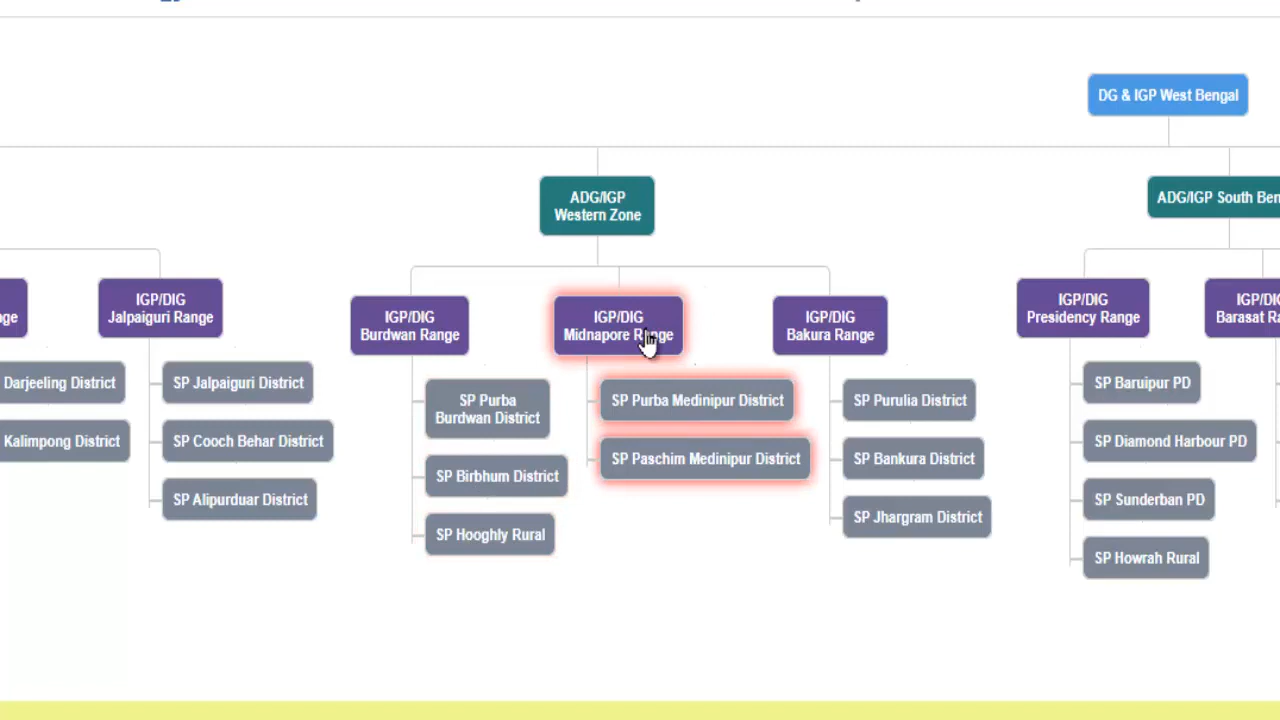 DG & IGP West Bengal
ADG/IGP
Western Zone
ADG/IGP South Ben
IGP/DIG
Jalpaiguri Range
IGP/DIG
Burdwan Range
IGP/DIG
Midnapore Range
IGP/DIG
Bakura Range
IGP/DIG
Presidency Range
IGP/DIG
Barasat Ra
Darjeeling District
Kalimpong District
SP Jalpaiguri District
SP Cooch Behar District
SP Alipurduar District
SP Purba
Burdwan District
SP Birbhum District
SP Hooghly Rural
SP Purba Medinipur District
SP Paschim Medinipur District
SP Purulia District
SP Bankura District
SP Jhargram District
SP Baruipur PD
SP Diamond Harbour PD
SP Sunderban PD
SP Howrah Rural